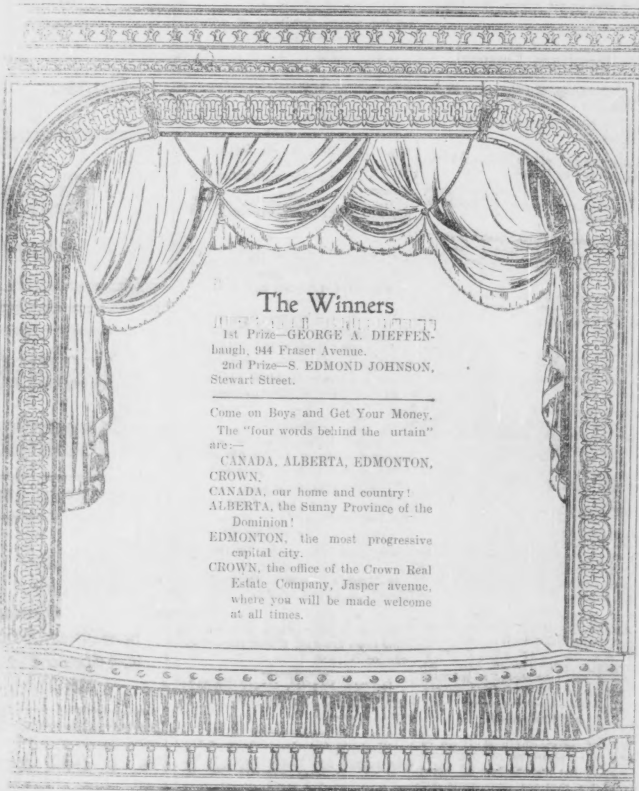 The Winners
1st Prize—GEORGE A. DIEFFEN-
baugh, 944 Fraser Avenue.
2nd Prize—S. EDMOND JOHNSON,
Stewart Street.
Come on Boys and Get Your Money.
The "four words behind the urtain"
are:—
CANADA, ALBERTA, EDMONTON,
CROWN,
CANADA, our home and country!
ALBERTA, the Sunny Province of the
Dominion!
EDMONTON, the most progressive
capital city.
CROWN, the office of the Crown Real
Estate Company, Jasper avenue,
where you will be made welcome
at all times.